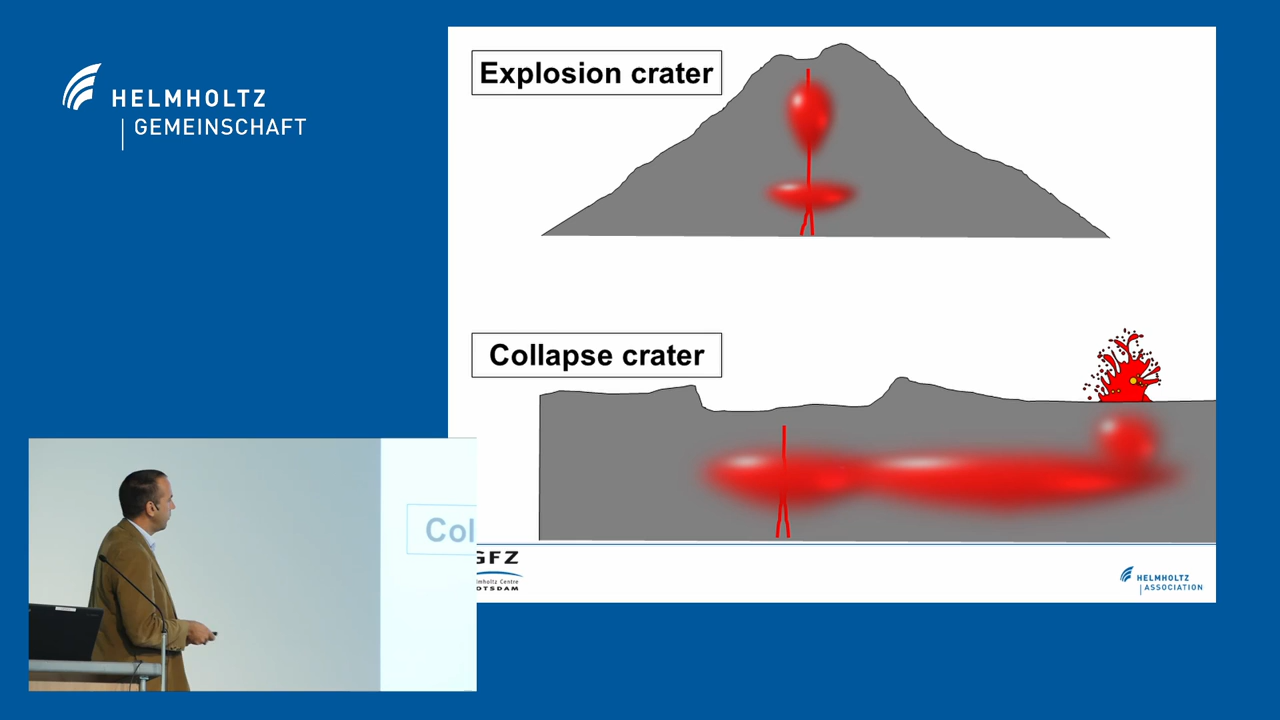 HELMHOLTZ
GEMEINSCHAFT
Explosion crater
Collapse crater
Col
GFZ
Helmholtz Centre
POTSDAM
HELMHOLTZ
ASSOCIATION